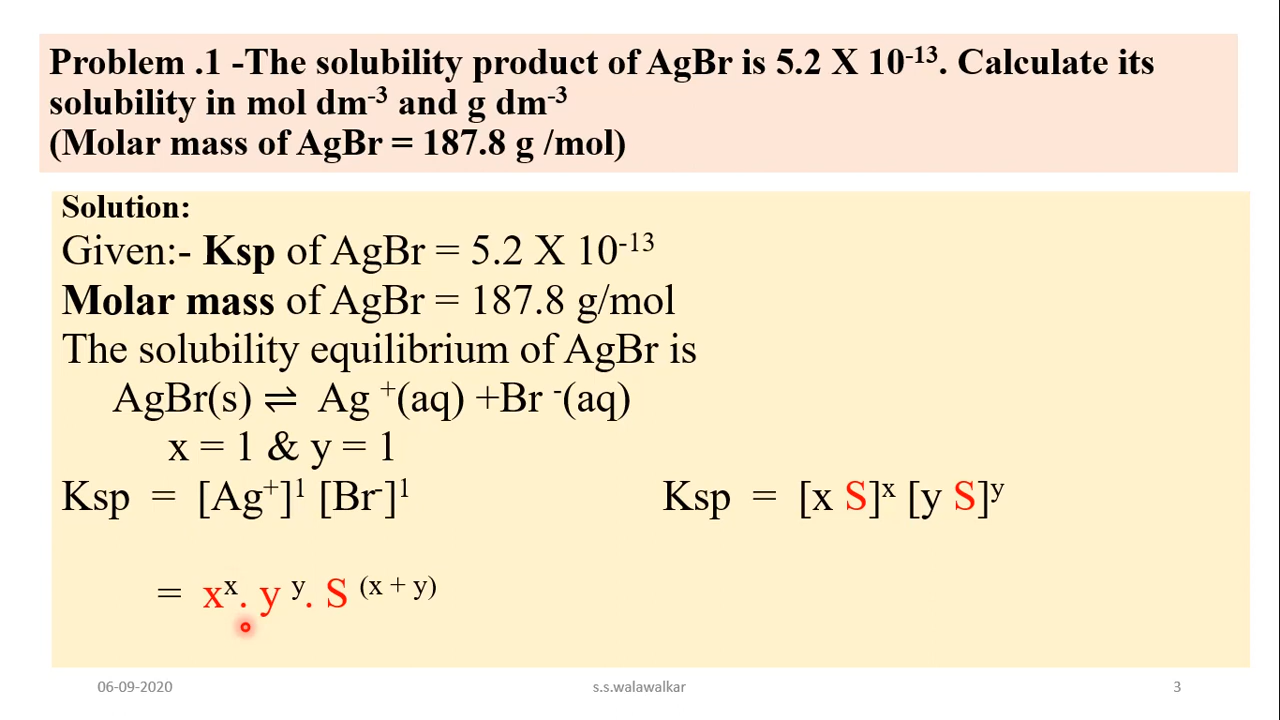 Problem .1 -The solubility product of AgBr is 5.2 X 10⁻¹³. Calculate its
solubility in mol dm⁻³ and g dm⁻³
(Molar mass of AgBr = 187.8 g /mol)
Solution:
Given:- Ksp of AgBr = 5.2 X 10⁻¹³
Molar mass of AgBr = 187.8 g/mol
The solubility equilibrium of AgBr is
AgBr(s) ⇌ Ag ⁺(aq) +Br ⁻(aq)
x = 1 & y = 1
Ksp = [Ag⁺]¹ [Br⁻]¹ Ksp = [x S]ˣ [y S]ʸ
= xˣ. y ʸ. S ⁽ˣ ⁺ ʸ⁾
06-09-2020 s.s.walawalkar 3